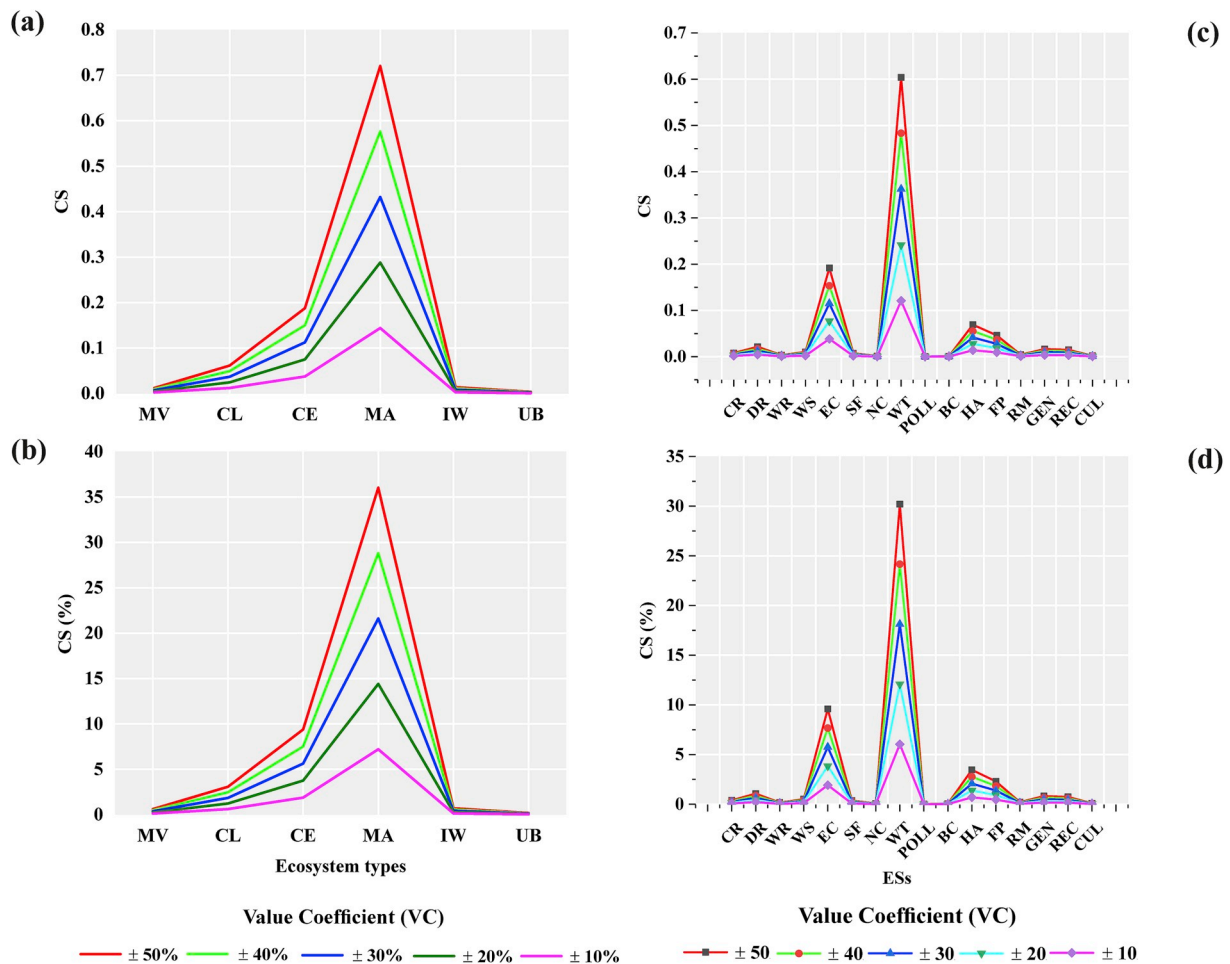 (a)
0.8
0.7
0.6
0.5
0.4
0.3
0.2
0.1
0.0
CS
MV CL CE MA IW UB
(b)
40
35
30
25
20
15
10
5
0
CS (%)
MV CL CE MA IW UB
Ecosystem types
Value Coefficient (VC)
± 50% ± 40% ± 30% ± 20% ± 10%
(c)
0.7
0.6
0.5
0.4
0.3
0.2
0.1
0.0
CS
CR DR WR WS EC SF NC WT POLL BC HA FP RM GEN REC CUL
(d)
35
30
25
20
15
10
5
0
CS (%)
CR DR WR WS EC SF NC WT POLL BC HA FP RM GEN REC CUL
ESs
Value Coefficient (VC)
± 50 ± 40 ± 30 ± 20 ± 10